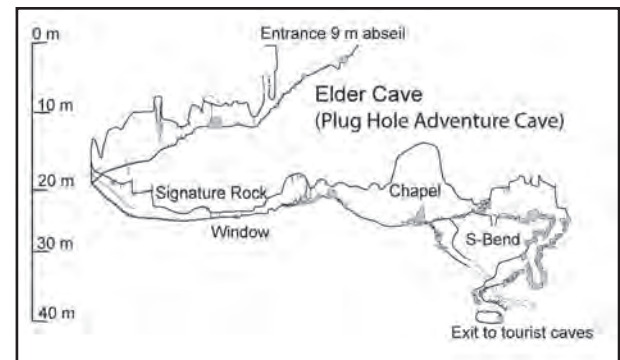 0 m
Entrance 9 m abseil
10 m
Elder Cave
(Plug Hole Adventure Cave)
20 m
Signature Rock
Chapel
Window
S-Bend
30 m
40 m
Exit to tourist caves